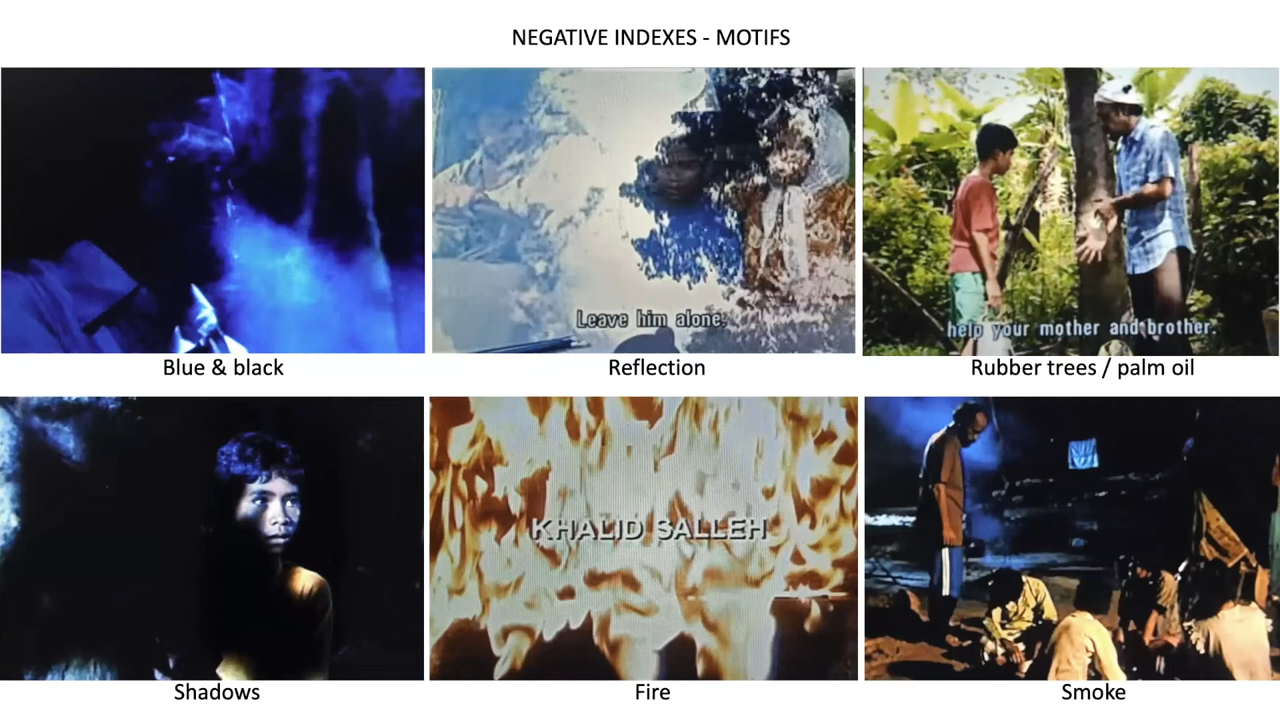 NEGATIVE INDEXES - MOTIFS
Leave him alone.
help your mother and brother.
Blue & black
Reflection
Rubber trees / palm oil
KHALID SALLEH
Shadows
Fire
Smoke